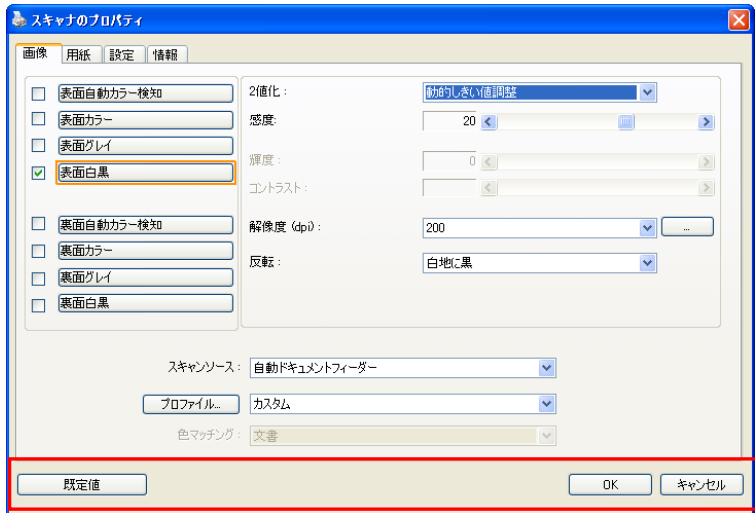 スキャナのプロパティ
画像 用紙 設定 情報
表面自動カラー検知
表面カラー
表面グレイ
表面白黒
裏面自動カラー検知
裏面カラー
裏面グレイ
裏面白黒
2値化: 動的しきい値調整
感度: 20
輝度: 0
コントラスト:
解像度 (dpi): 200 ...
反転: 白地に黒
スキャンソース: 自動ドキュメントフィーダー
プロファイル... カスタム
色マッチング: 文書
既定値 OK キャンセル